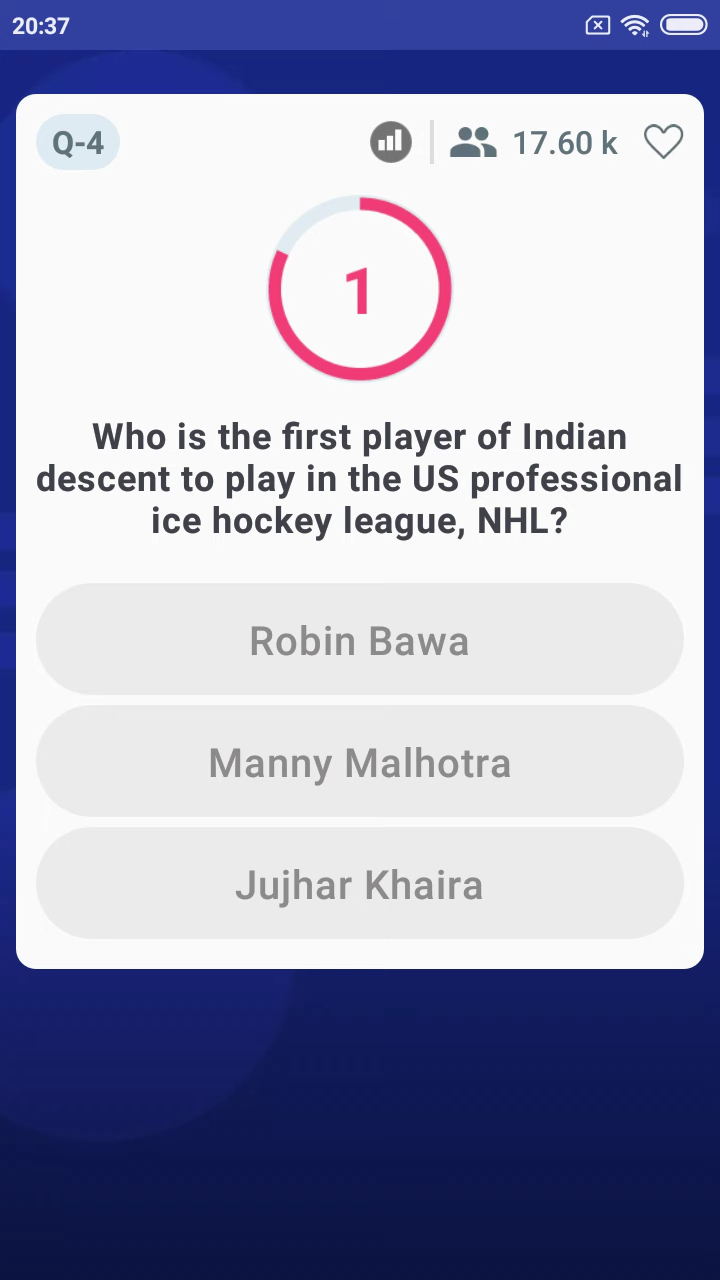 20:37
Q-4
17.60 k
1
Who is the first player of Indian
descent to play in the US professional
ice hockey league, NHL?
Robin Bawa
Manny Malhotra
Jujhar Khaira